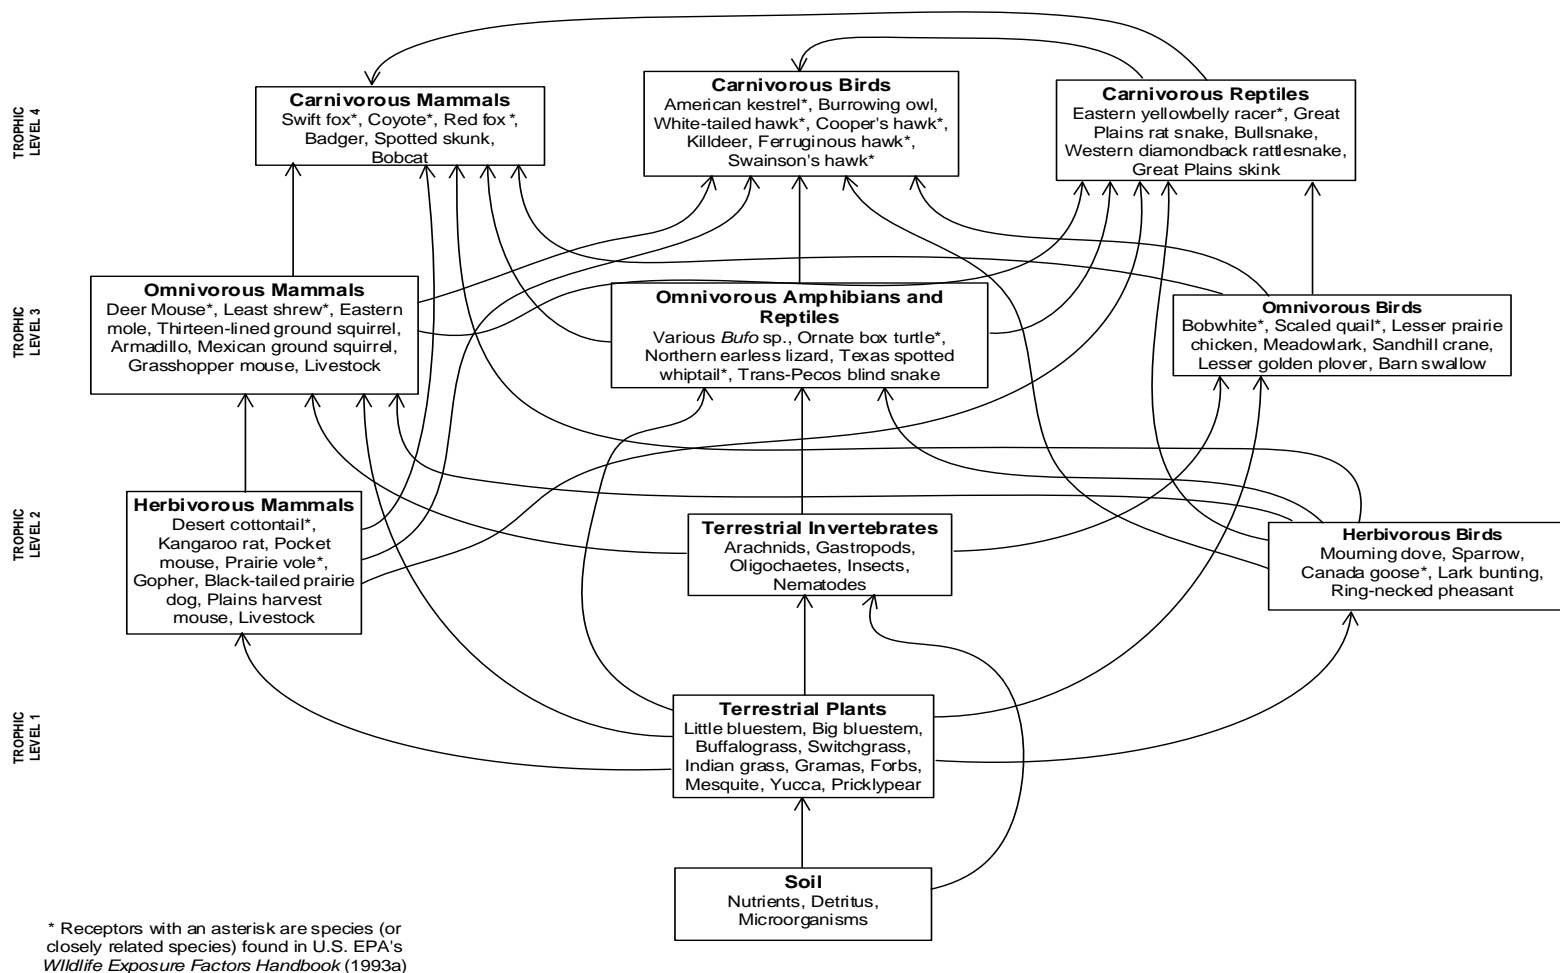 TROPHIC
LEVEL 4
Carnivorous Mammals
Swift fox*, Coyote*, Red fox*,
Badger, Spotted skunk,
Bobcat
Carnivorous Birds
American kestrel*, Burrowing owl,
White-tailed hawk*, Cooper's hawk*,
Killdeer, Ferruginous hawk*,
Swainson's hawk*
Carnivorous Reptiles
Eastern yellowbelly racer*, Great
Plains rat snake, Bullsnake,
Western diamondback rattlesnake,
Great Plains skink
TROPHIC
LEVEL 3
Omnivorous Mammals
Deer Mouse*, Least shrew*, Eastern
mole, Thirteen-lined ground squirrel,
Armadillo, Mexican ground squirrel,
Grasshopper mouse, Livestock
Omnivorous Amphibians and
Reptiles
Various Bufo sp., Ornate box turtle*,
Northern earless lizard, Texas spotted
whiptail*, Trans-Pecos blind snake
Omnivorous Birds
Bobwhite*, Scaled quail*, Lesser prairie
chicken, Meadowlark, Sandhill crane,
Lesser golden plover, Barn swallow
TROPHIC
LEVEL 2
Herbivorous Mammals
Desert cottontail*,
Kangaroo rat, Pocket
mouse, Prairie vole*,
Gopher, Black-tailed prairie
dog, Plains harvest
mouse, Livestock
Terrestrial Invertebrates
Arachnids, Gastropods,
Oligochaetes, Insects,
Nematodes
Herbivorous Birds
Mourning dove, Sparrow,
Canada goose*, Lark bunting,
Ring-necked pheasant
TROPHIC
LEVEL 1
Terrestrial Plants
Little bluestem, Big bluestem,
Buffalograss, Switchgrass,
Indian grass, Gramas, Forbs,
Mesquite, Yucca, Pricklypear
Soil
Nutrients, Detritus,
Microorganisms
* Receptors with an asterisk are species (or
closely related species) found in U.S. EPA's
WIldlife Exposure Factors Handbook (1993a)